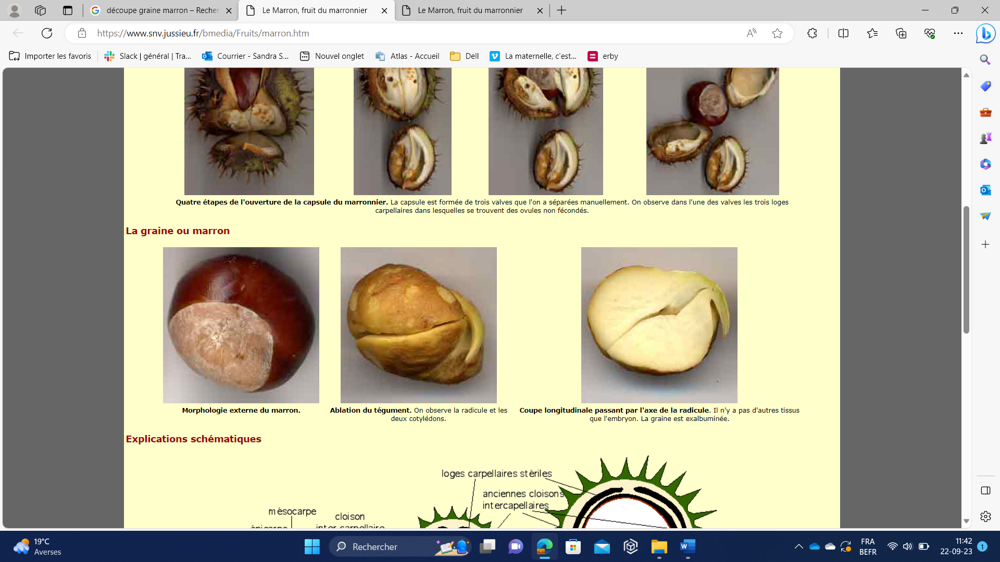 découpe graine marron – Recher
Le Marron, fruit du marronnier
Le Marron, fruit du marronnier
https://www.snv.jussieu.fr/bmedia/Fruits/marron.htm
Importer les favoris
Slack | général | Tra...
Courrier - Sandra S...
Nouvel onglet
Atlas - Accueil
Dell
La maternelle, c'est...
erby
Quatre étapes de l'ouverture de la capsule du marronnier. La capsule est formée de trois valves que l'on a séparées manuellement. On observe dans l'une des valves les trois loges
carpellaires dans lesquelles se trouvent des ovules non fécondés.
La graine ou marron
Morphologie externe du marron.
Ablation du tégument. On observe la radicule et les
deux cotylédons.
Coupe longitudinale passant par l'axe de la radicule. Il n'y a pas d'autres tissus
que l'embryon. La graine est exalbuminée.
Explications schématiques
loges carpellaires stériles
anciennes cloisons
intercapellaires
mésocarpe
cloison
épicarpe
inter carpellaire
19°C
Averses
Rechercher
FRA
BEFR
11:42
22-09-23
1